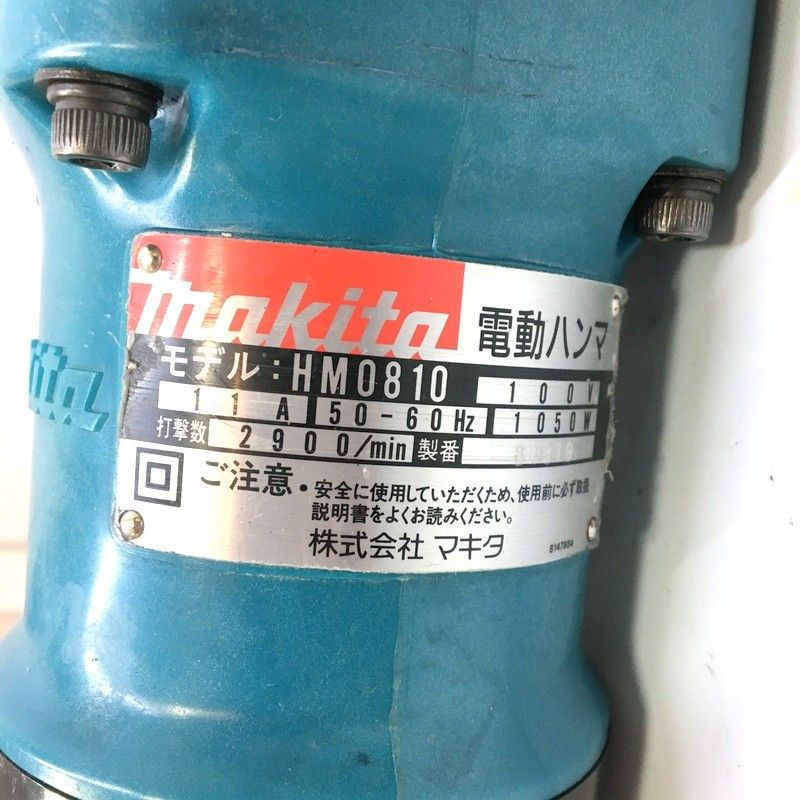 makita 電動ハンマ
モデル:HM0810 100V
11A 50-60Hz 1050W
打撃数 2900/min 製番
ご注意・安全に使用していただくため、使用前に必ず取扱
説明書をよくお読みください。
株式会社 マキタ
ita